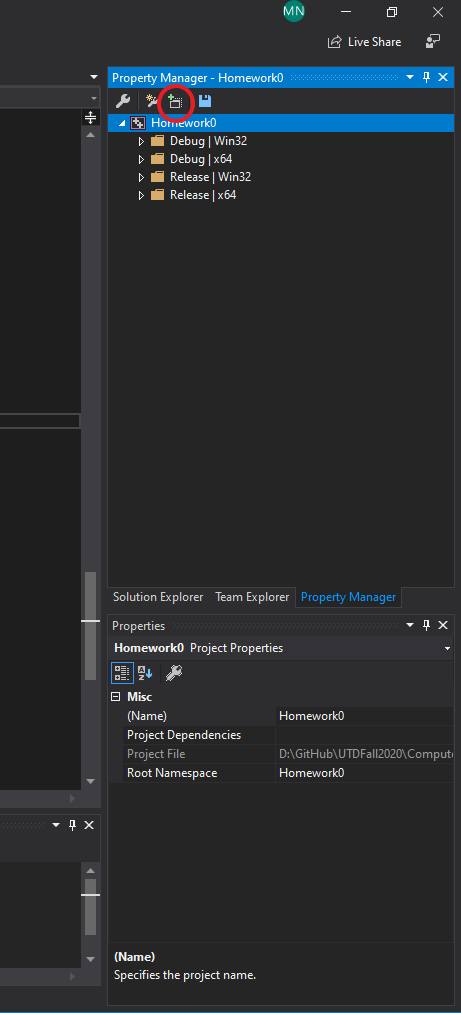 MN
Live Share
Property Manager - Homework0
Homework0
Debug | Win32
Debug | x64
Release | Win32
Release | x64
Solution Explorer Team Explorer Property Manager
Properties
Homework0 Project Properties
Misc
(Name) Homework0
Project Dependencies
Project File D:\GitHub\UTDFall2020\Compute
Root Namespace Homework0
(Name)
Specifies the project name.